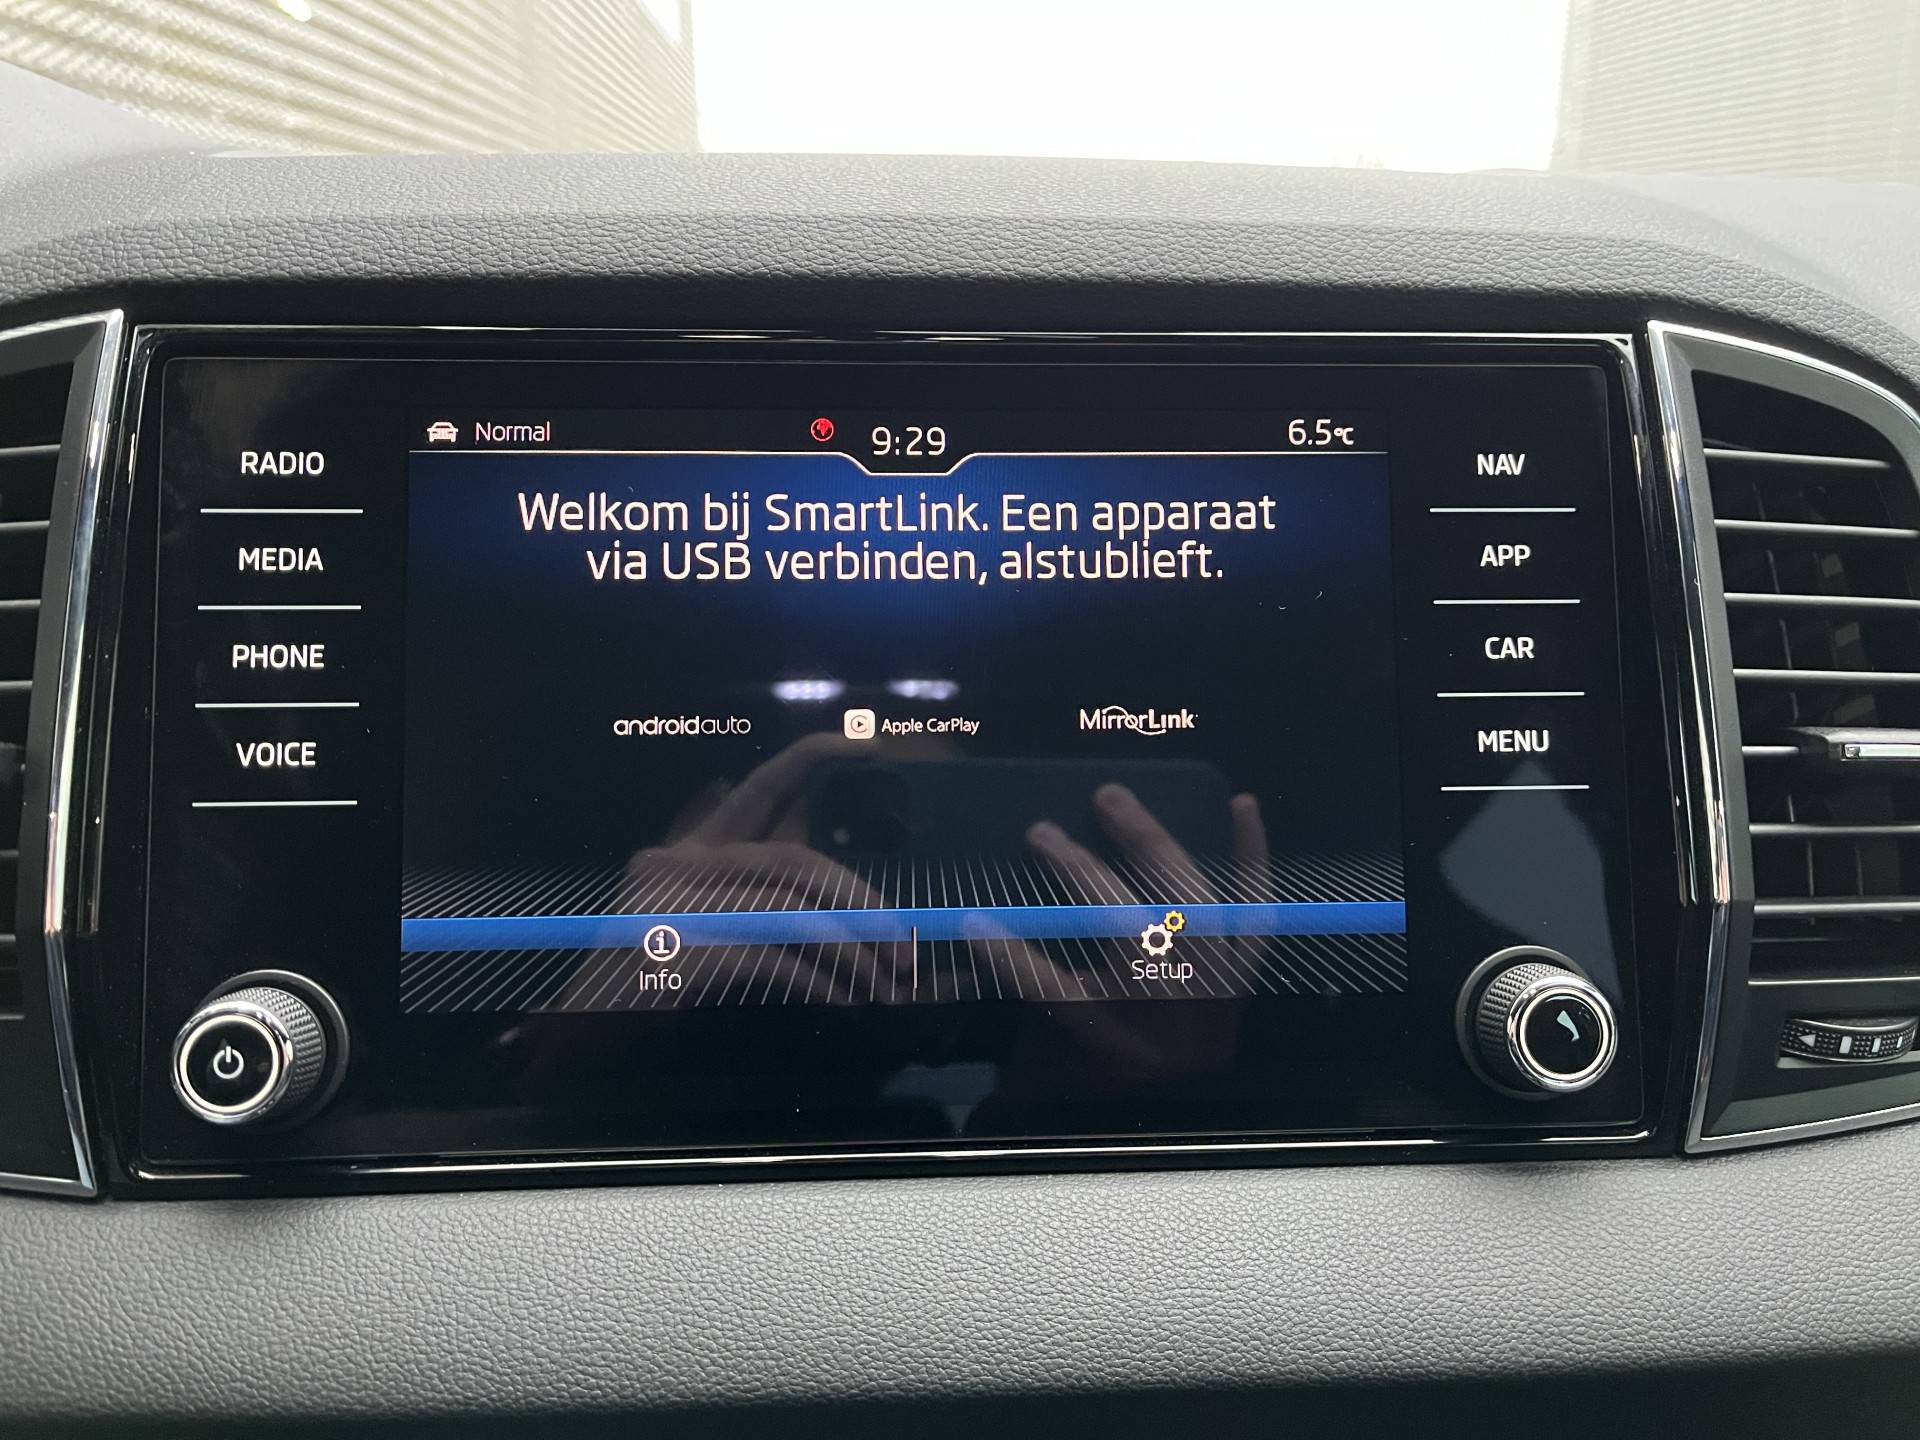 Normal 9:29 6.5°C
RADIO
MEDIA
PHONE
VOICE
Welkom bij SmartLink. Een apparaat
via USB verbinden, alstublieft.
androidauto Apple CarPlay MirrorLink
Info Setup
NAV
APP
CAR
MENU